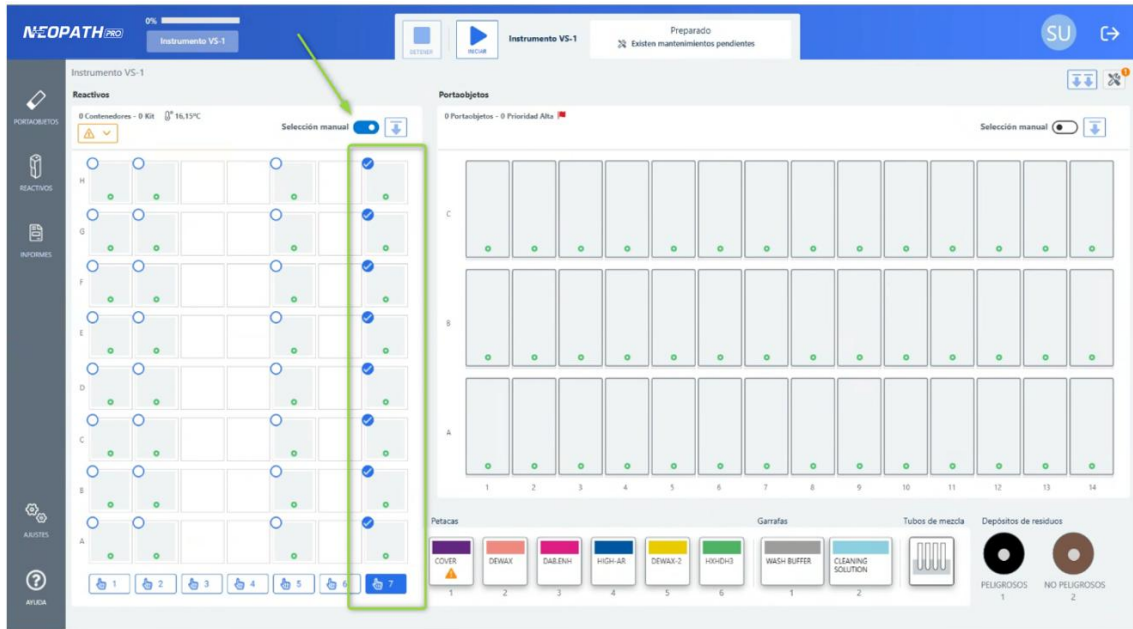 NEOPATH PRO
0%
Instrumento VS-1
DETENER
INICIAR
Instrumento VS-1
Preparado
Existen mantenimientos pendientes
SU
Instrumento VS-1
1
PORTAOBJETOS
REACTIVOS
INFORMES
AJUSTES
AYUDA
Reactivos
0 Contenedores - 0 Kit 16,15ºC
Selección manual
H
G
F
E
D
C
B
A
1 2 3 4 5 6 7
Portaobjetos
0 Portaobjetos - 0 Prioridad Alta
Selección manual
C
B
A
1 2 3 4 5 6 7 8 9 10 11 12 13 14
Petacas
COVER DEWAX DAB.ENH HIGH-AR DEWAX-2 HXHDH3
1 2 3 4 5 6
Garrafas
WASH BUFFER CLEANING SOLUTION
1 2
Tubos de mezcla
Depósitos de residuos
PELIGROSOS NO PELIGROSOS
1 2